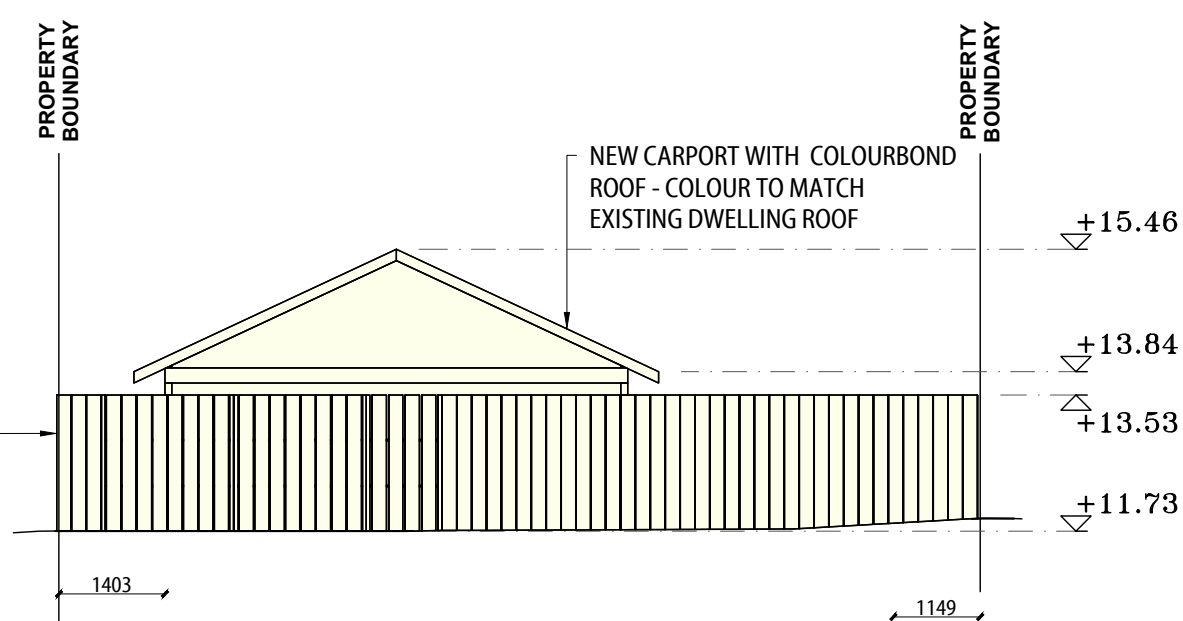 PROPERTY
BOUNDARY
PROPERTY
BOUNDARY
NEW CARPORT WITH COLOURBOND
ROOF - COLOUR TO MATCH
EXISTING DWELLING ROOF
+15.46
+13.84
+13.53
+11.73
1403
1149